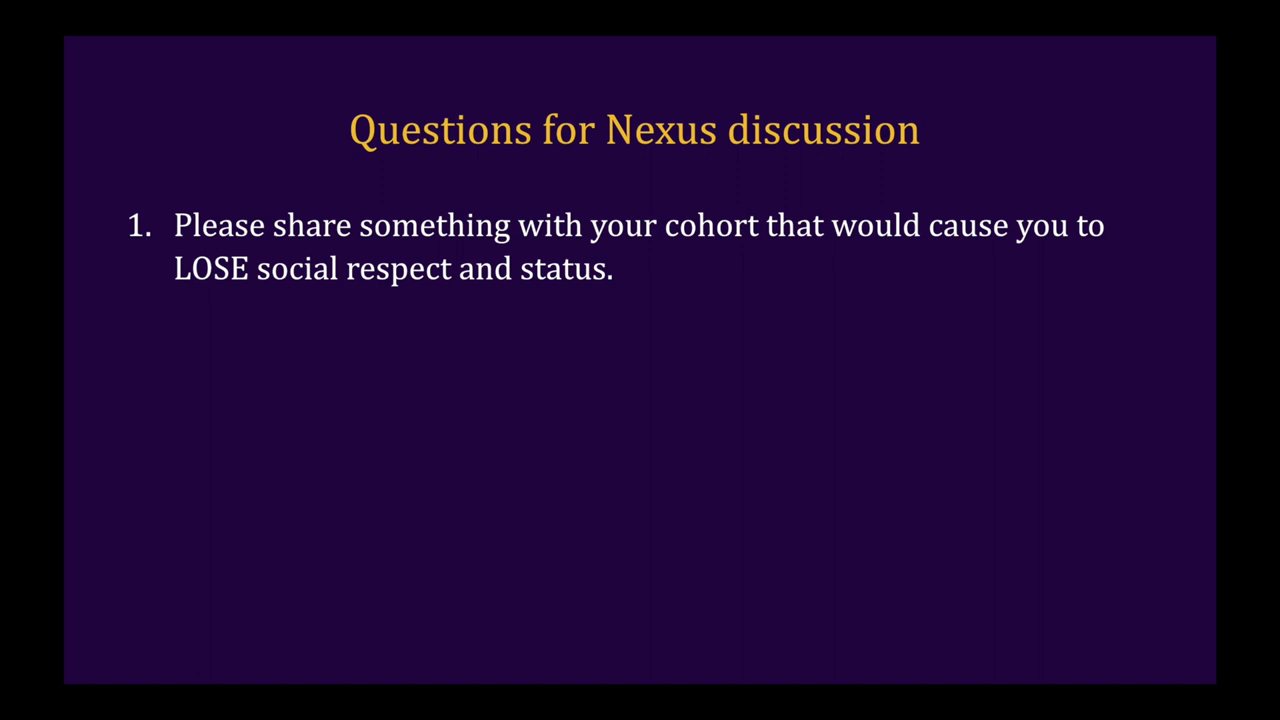 Questions for Nexus discussion
1. Please share something with your cohort that would cause you to
LOSE social respect and status.